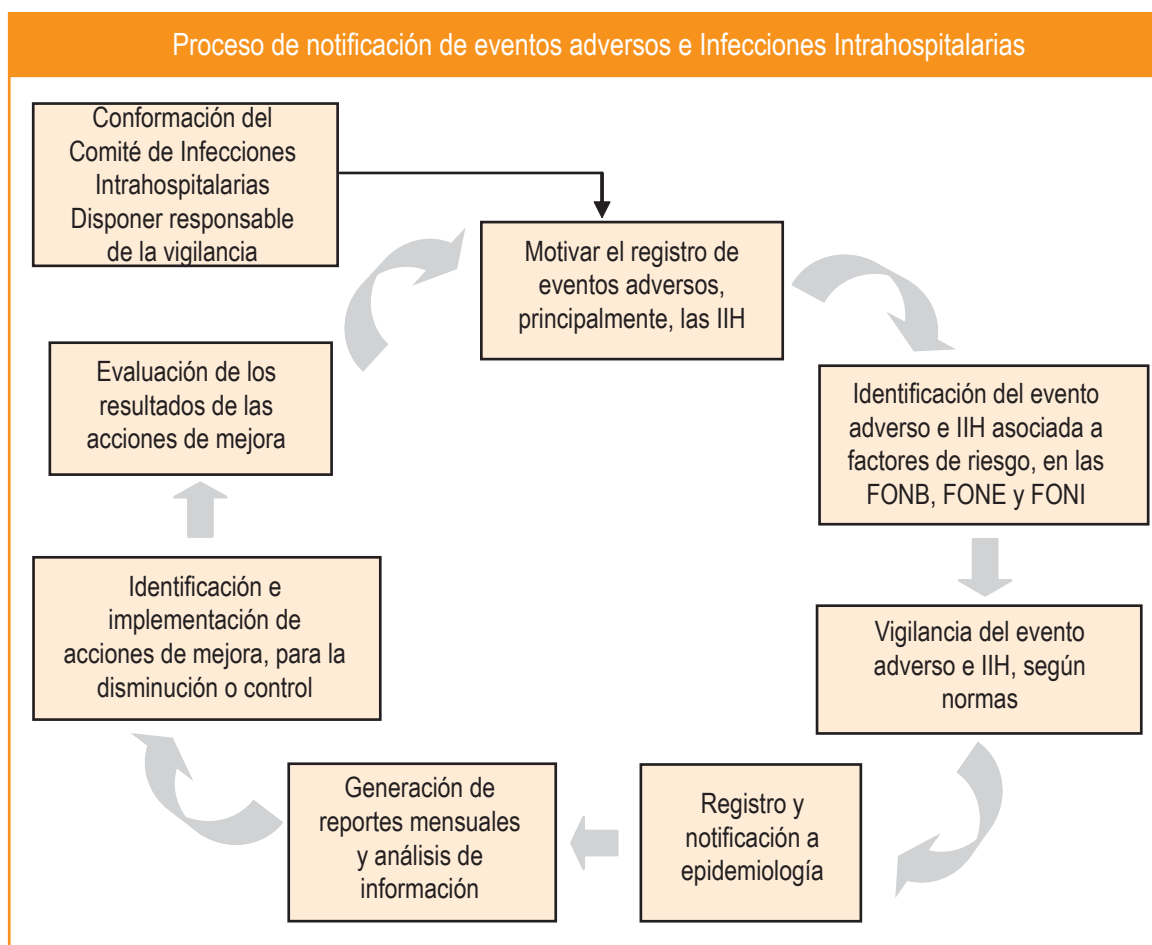 Proceso de notificación de eventos adversos e Infecciones Intrahospitalarias
Conformación del
Comité de Infecciones
Intrahospitalarias
Disponer responsable
de la vigilancia
Motivar el registro de
eventos adversos,
principalmente, las IIH
Identificación del evento
adverso e IIH asociada a
factores de riesgo, en las
FONB, FONE y FONI
Vigilancia del evento
adverso e IIH, según
normas
Registro y
notificación a
epidemiología
Generación de
reportes mensuales
y análisis de
información
Identificación e
implementación de
acciones de mejora, para la
disminución o control
Evaluación de los
resultados de las
acciones de mejora